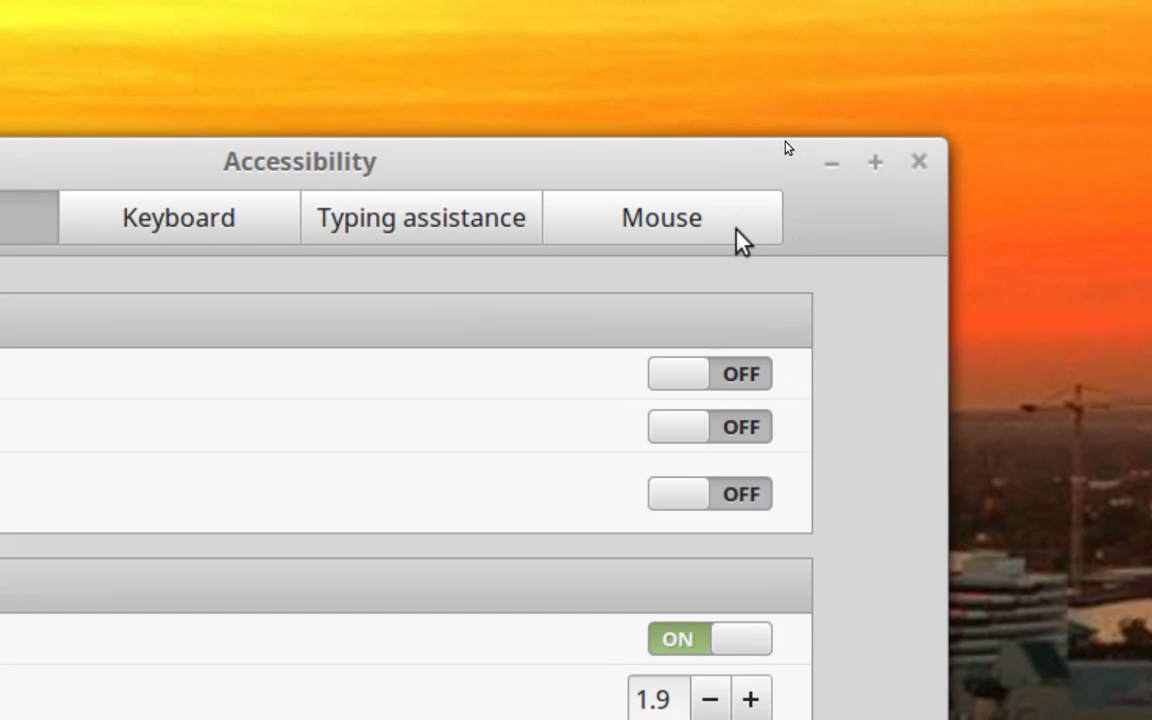 Accessibility
Keyboard Typing assistance Mouse
OFF
OFF
OFF
ON
1.9 − +